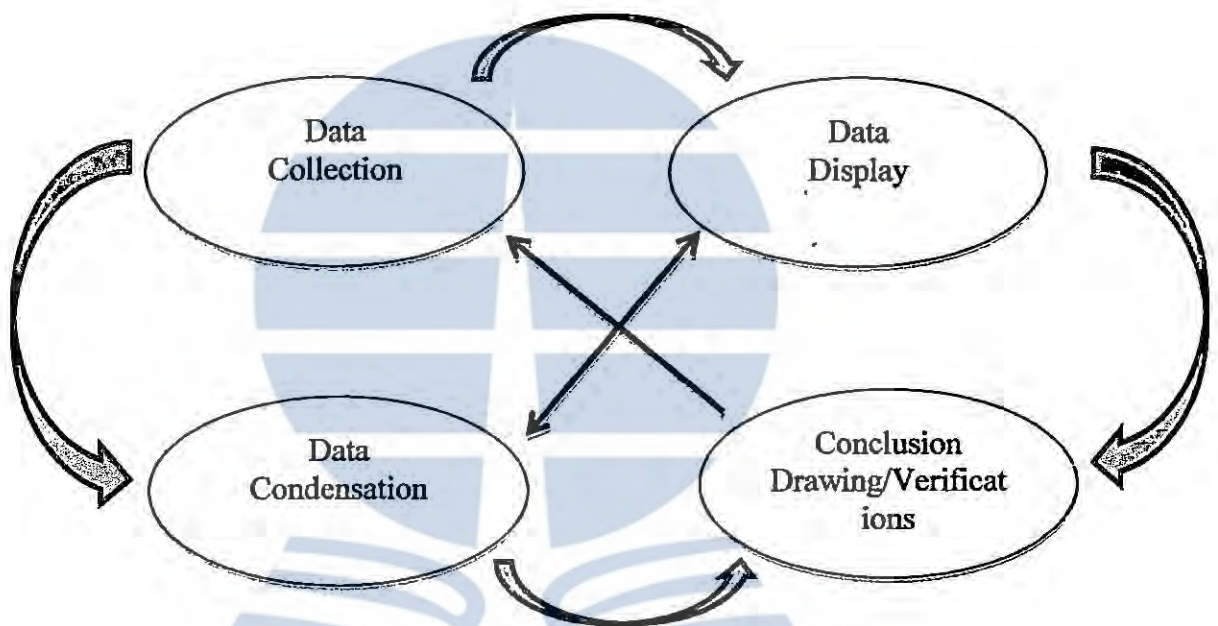 Data
Collection
Data
Display
Data
Condensation
Conclusion
Drawing/Verificat
ions